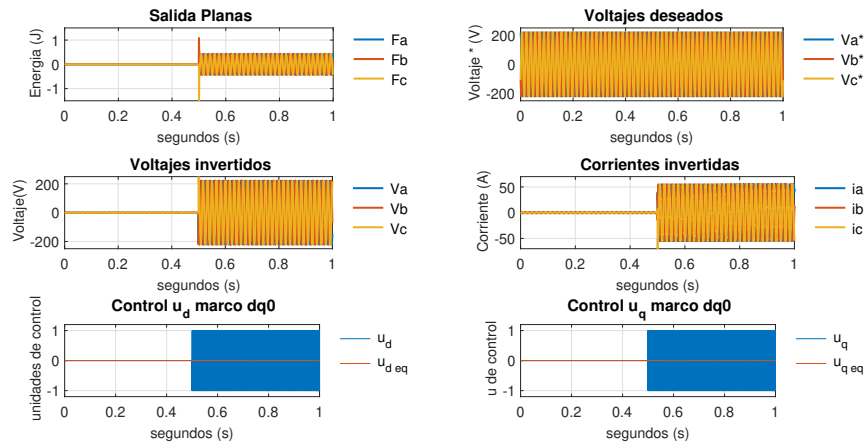 Salida Planas
Energia (J)
1
0
-1
0 0.2 0.4 0.6 0.8 1
segundos (s)
Fa
Fb
Fc
Voltajes deseados
Voltaje * (V)
200
0
-200
0 0.2 0.4 0.6 0.8 1
segundos (s)
Va*
Vb*
Vc*
Voltajes invertidos
Voltaje(V)
200
0
-200
0 0.2 0.4 0.6 0.8 1
segundos (s)
Va
Vb
Vc
Corrientes invertidas
Corriente (A)
50
0
-50
0 0.2 0.4 0.6 0.8 1
segundos (s)
ia
ib
ic
Control u_d marco dq0
unidades de control
1
0
-1
0 0.2 0.4 0.6 0.8 1
segundos (s)
u_d
u_d eq
Control u_q marco dq0
u de control
1
0
-1
0 0.2 0.4 0.6 0.8 1
segundos (s)
u_q
u_q eq